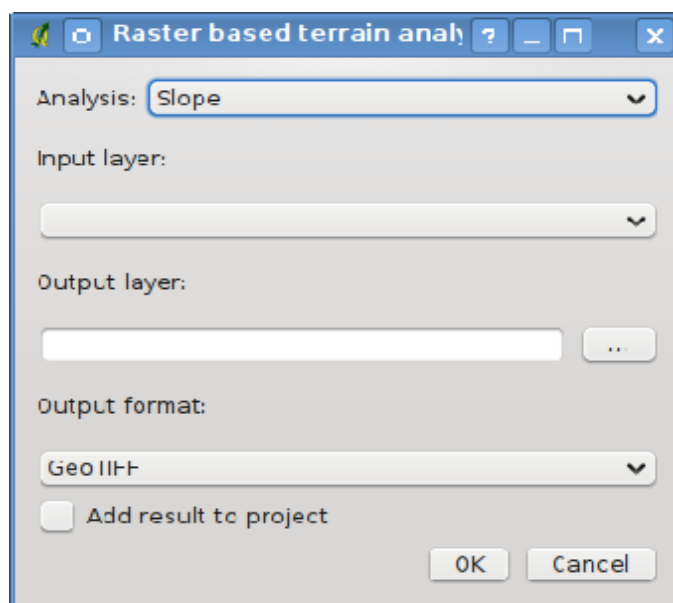 Raster based terrain analy
Analysis: Slope
Input layer:
Output layer:
...
Output format:
GeoTIFF
Add result to project
OK Cancel